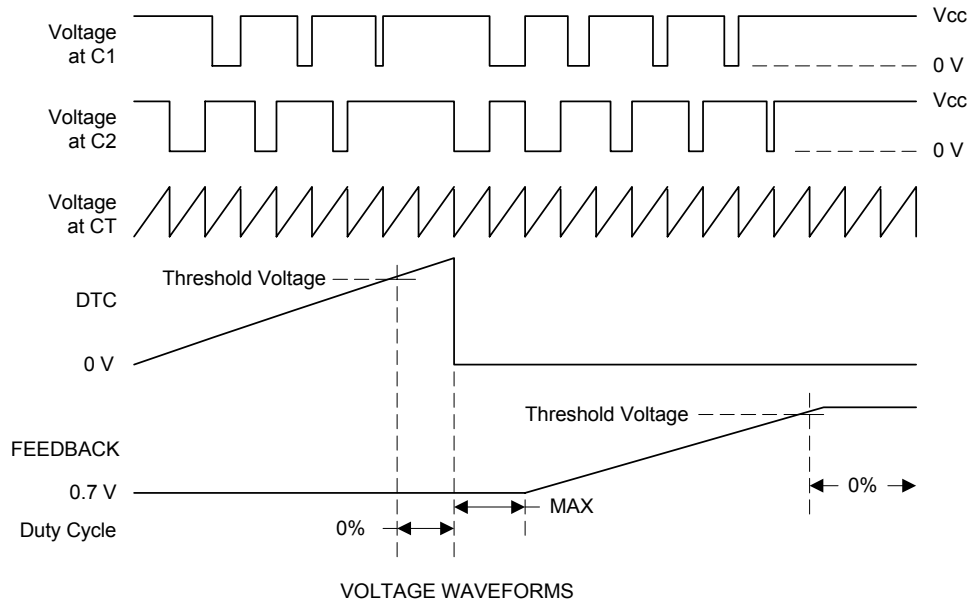 Voltage
at C1
Vcc
0 V
Voltage
at C2
Vcc
0 V
Voltage
at CT
Threshold Voltage
DTC
0 V
Threshold Voltage
FEEDBACK
0.7 V
0%
MAX
Duty Cycle
0%
VOLTAGE WAVEFORMS